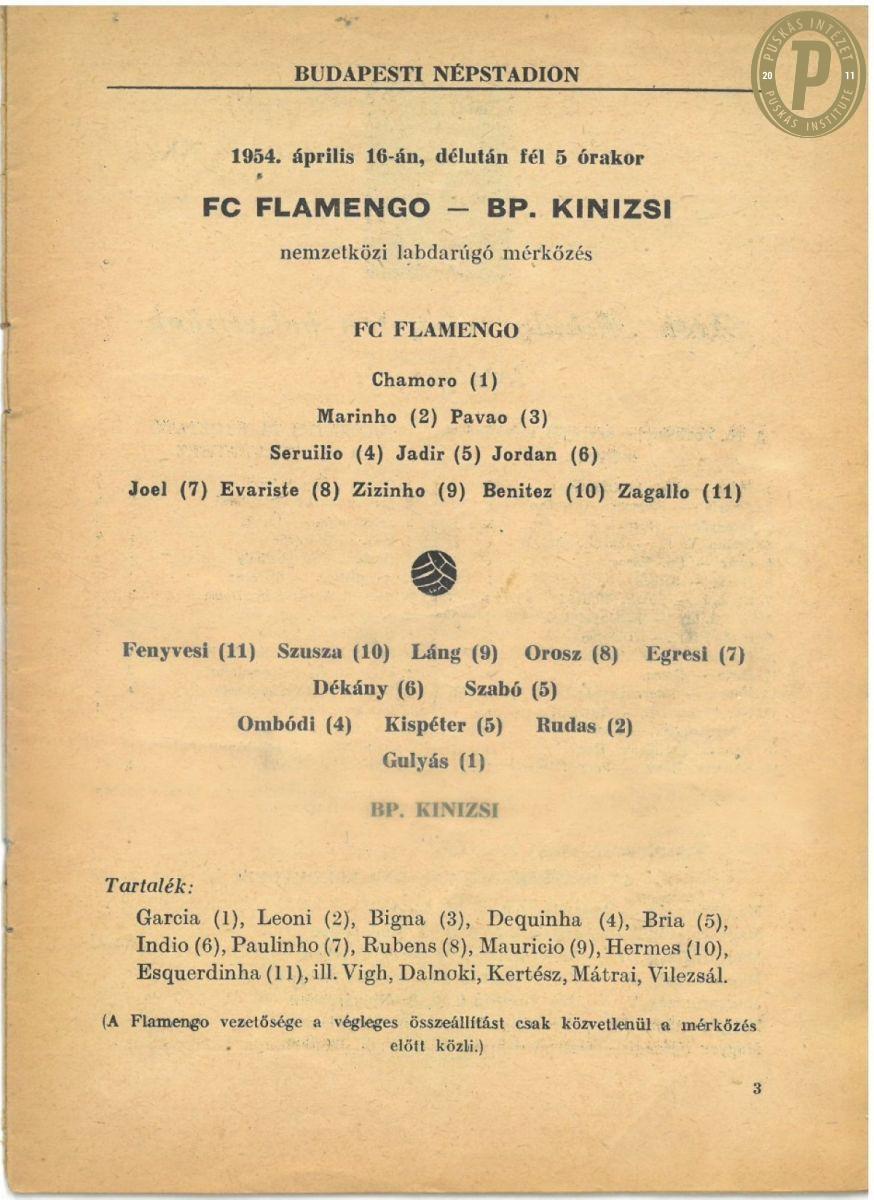 PUSKÁS INTÉZET
20 P 11
PUSKÁS INSTITUTE
BUDAPESTI NÉPSTADION
1954. április 16-án, délután fél 5 órakor
FC FLAMENGO — BP. KINIZSI
nemzetközi labdarúgó mérkőzés
FC FLAMENGO
Chamoro (1)
Marinho (2) Pavao (3)
Seruilio (4) Jadir (5) Jordan (6)
Joel (7) Evariste (8) Zizinho (9) Benitez (10) Zagallo (11)
Fenyvesi (11) Szusza (10) Láng (9) Orosz (8) Egresi (7)
Dékány (6) Szabó (5)
Ombódi (4) Kispéter (5) Rudas (2)
Gulyás (1)
BP. KINIZSI
Tartalék:
Garcia (1), Leoni (2), Bigna (3), Dequinha (4), Bria (5),
Indio (6), Paulinho (7), Rubens (8), Mauricio (9), Hermes (10),
Esquerdinha (11), ill. Vigh, Dalnoki, Kertész, Mátrai, Vilezsál.
(A Flamengo vezetősége a végleges összeállítást csak közvetlenül a mérkőzés
előtt közli.)
3